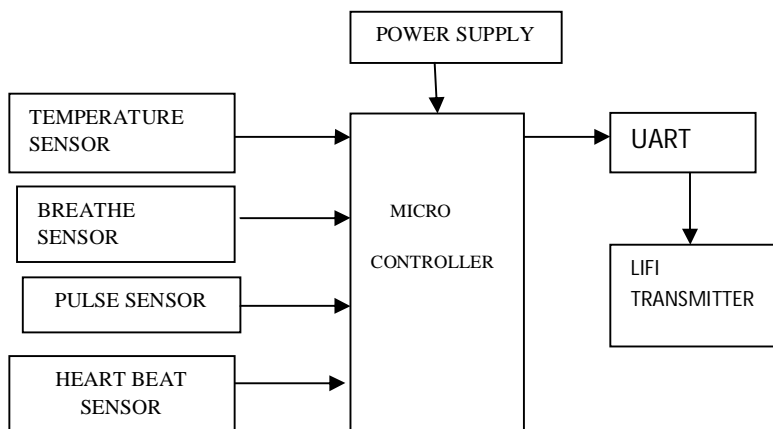 POWER SUPPLY
TEMPERATURE
SENSOR
BREATHE
SENSOR
PULSE SENSOR
HEART BEAT
SENSOR
MICRO
CONTROLLER
UART
LIFI
TRANSMITTER